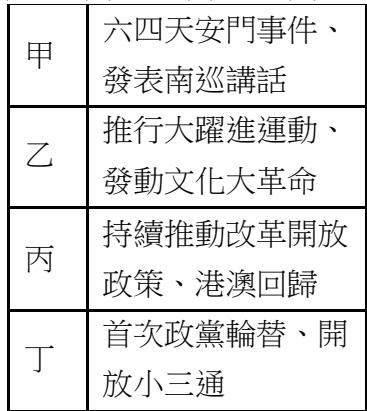 甲
六四天安門事件、
發表南巡講話
乙
推行大躍進運動、
發動文化大革命
丙
持續推動改革開放
政策、港澳回歸
丁
首次政黨輪替、開
放小三通